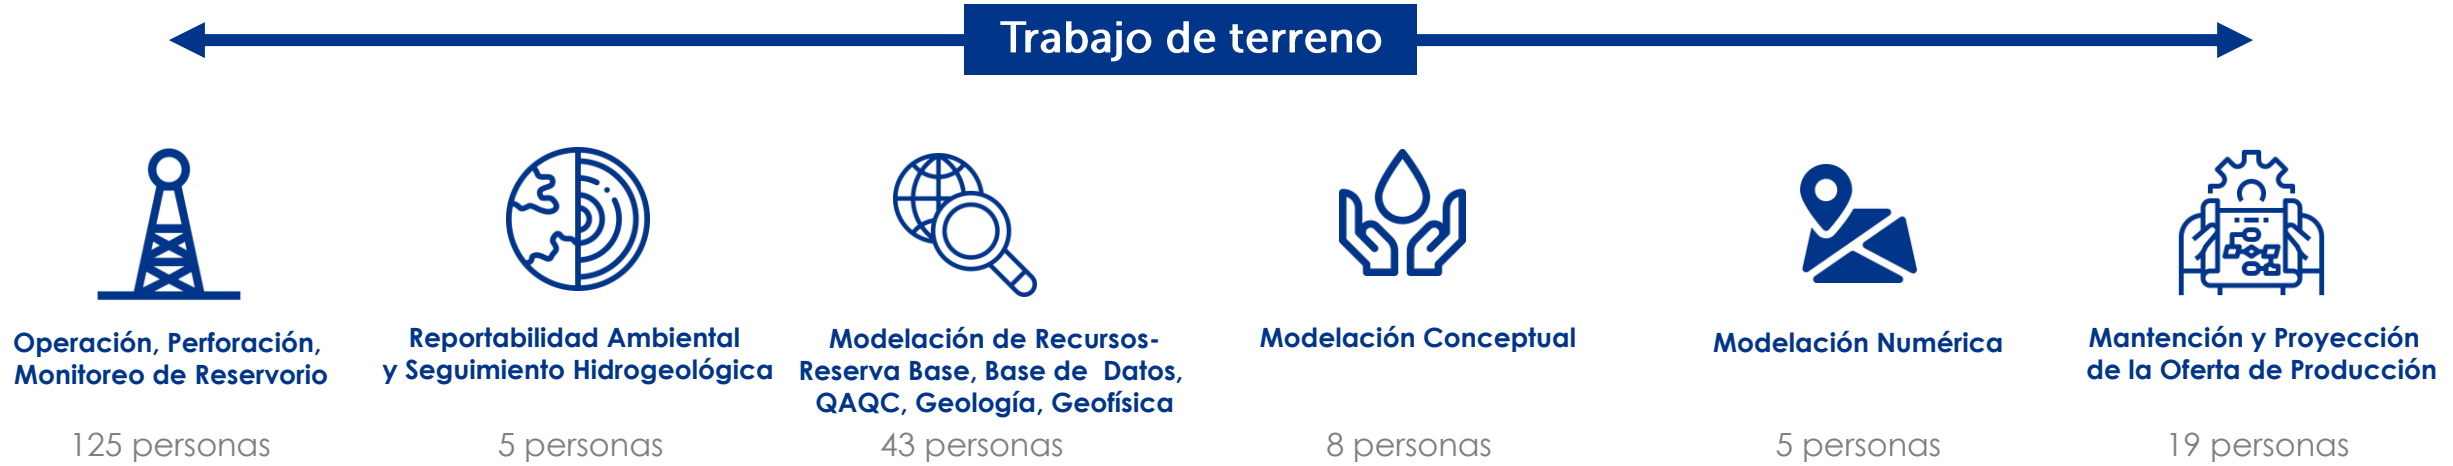 Trabajo de terreno
Operación, Perforación,
Monitoreo de Reservorio
125 personas
Reportabilidad Ambiental
y Seguimiento Hidrogeológica
5 personas
Modelación de Recursos-
Reserva Base, Base de Datos,
QAQC, Geología, Geofísica
43 personas
Modelación Conceptual
8 personas
Modelación Numérica
5 personas
Mantención y Proyección
de la Oferta de Producción
19 personas